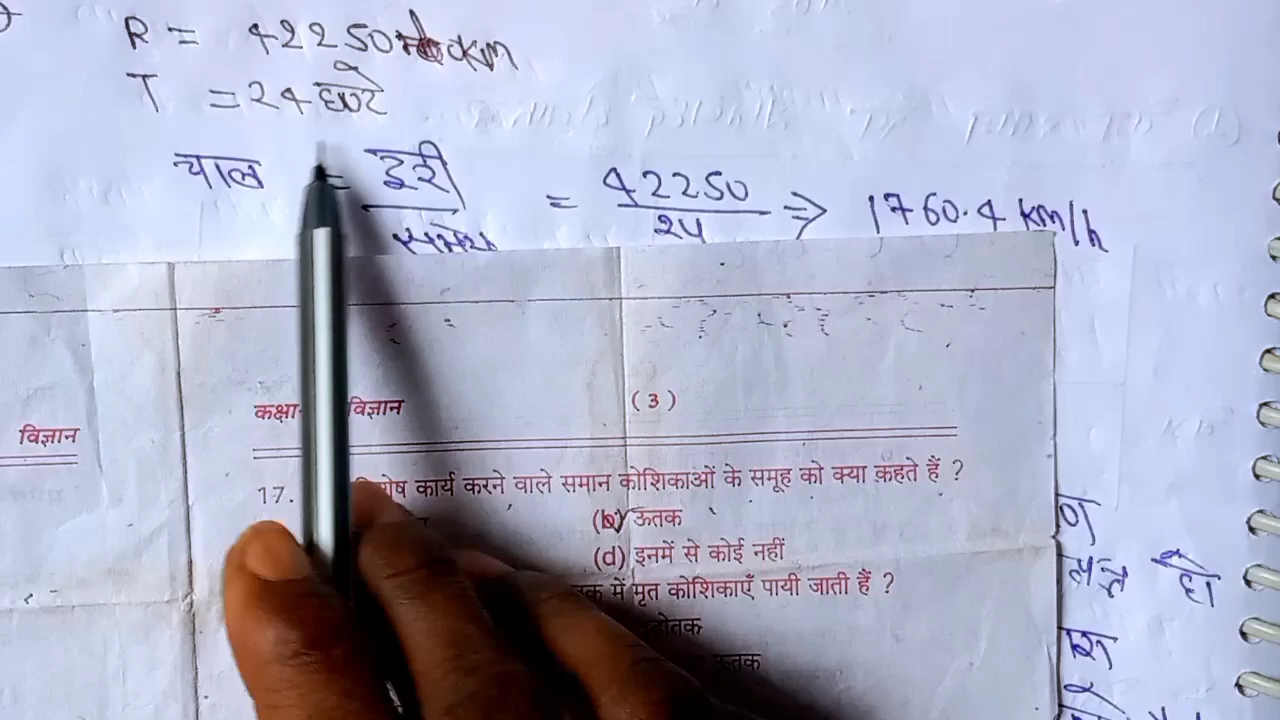 R = 42250 km
T = 24 घण्टे
चाल = दूरी / समय = 42250 / 24 ⇒ 1760.4 km/h
कक्षा- विज्ञान (3)
विज्ञान
17. कार्य करने वाले समान कोशिकाओं के समूह को क्या कहते हैं ?
(b) ऊतक
(d) इनमें से कोई नहीं
में मृत कोशिकाएँ पायी जाती हैं ?
ऊतक